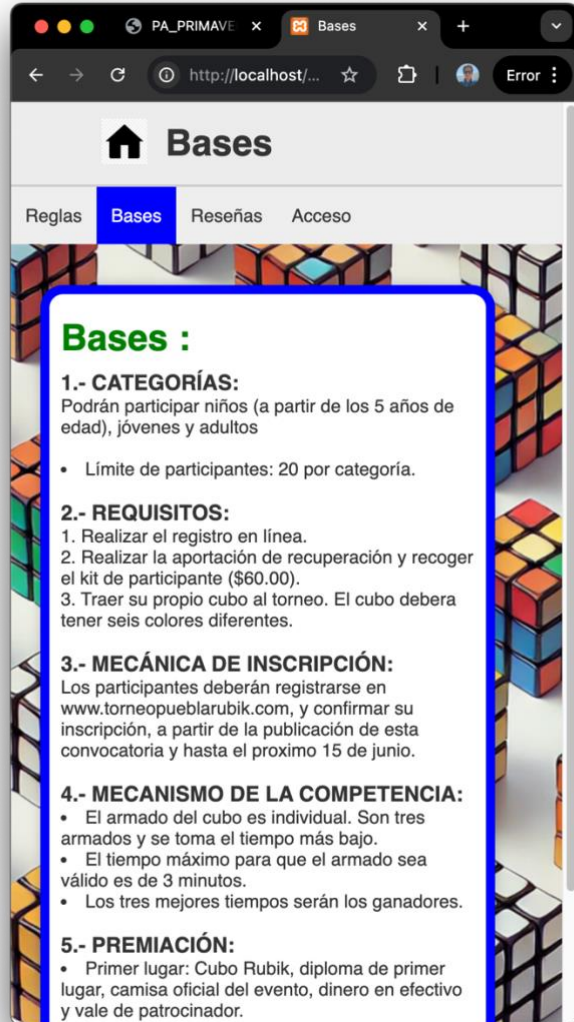 PA_PRIMAVE
Bases
http://localhost/...
Error
Bases
Reglas
Bases
Reseñas
Acceso
Bases :
1.- CATEGORÍAS:
Podrán participar niños (a partir de los 5 años de
edad), jóvenes y adultos
• Límite de participantes: 20 por categoría.
2.- REQUISITOS:
1. Realizar el registro en línea.
2. Realizar la aportación de recuperación y recoger
el kit de participante ($60.00).
3. Traer su propio cubo al torneo. El cubo debera
tener seis colores diferentes.
3.- MECÁNICA DE INSCRIPCIÓN:
Los participantes deberán registrarse en
www.torneopueblarubik.com, y confirmar su
inscripción, a partir de la publicación de esta
convocatoria y hasta el proximo 15 de junio.
4.- MECANISMO DE LA COMPETENCIA:
• El armado del cubo es individual. Son tres
armados y se toma el tiempo más bajo.
• El tiempo máximo para que el armado sea
válido es de 3 minutos.
• Los tres mejores tiempos serán los ganadores.
5.- PREMIACIÓN:
• Primer lugar: Cubo Rubik, diploma de primer
lugar, camisa oficial del evento, dinero en efectivo
y vale de patrocinador.